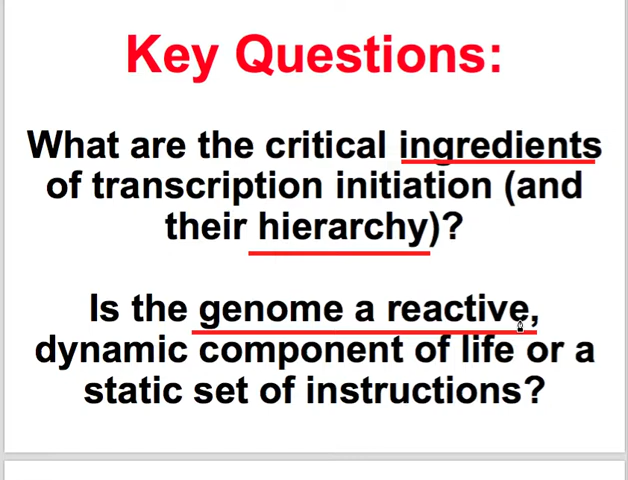 Key Questions:
What are the critical ingredients
of transcription initiation (and
their hierarchy)?
Is the genome a reactive,
dynamic component of life or a
static set of instructions?